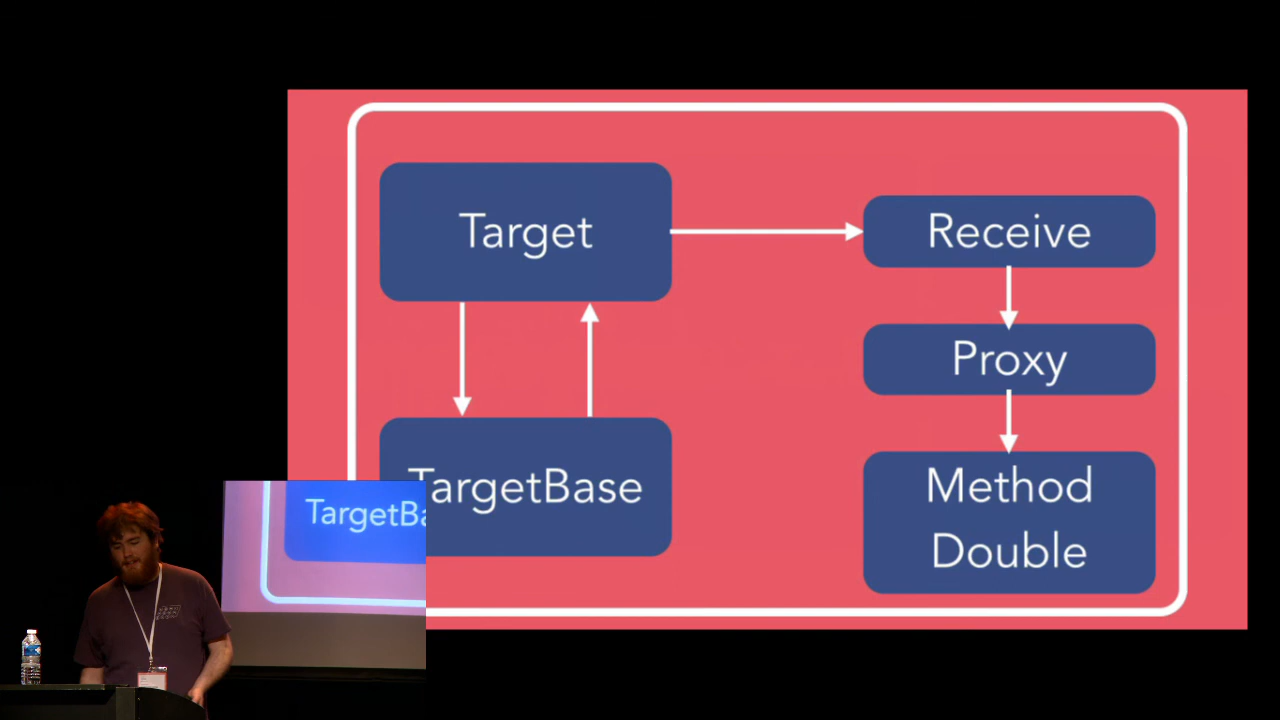 Target
Receive
Proxy
TargetBase
Method
Double
TargetBa